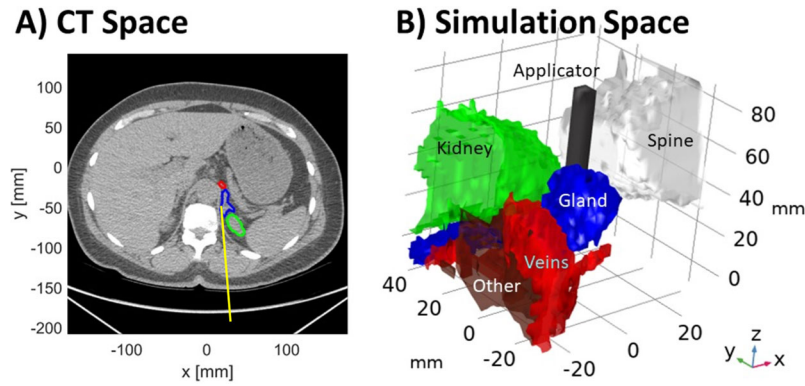 A) CT Space
B) Simulation Space
100
50
0
-50
-100
-150
-200
y [mm]
-100
0
100
x [mm]
Applicator
Kidney
Spine
Gland
Veins
Other
80
60
40
20
0
mm
40
20
0
-20
mm
-20
0
20
z
y
x